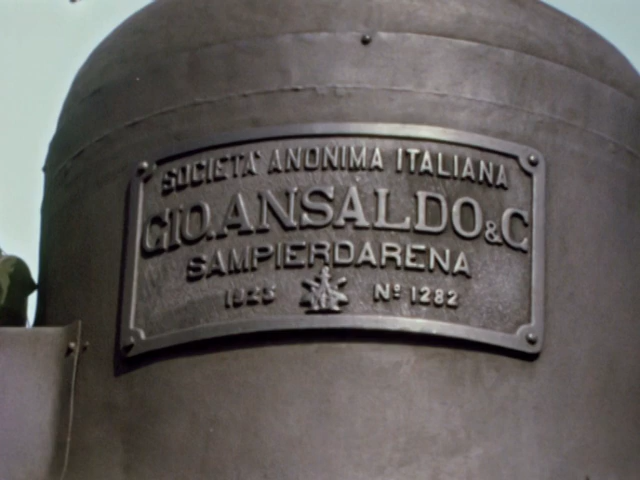 SOCIETA' ANONIMA ITALIANA
GIO. ANSALDO & C
SAMPIERDARENA
Nº 1282